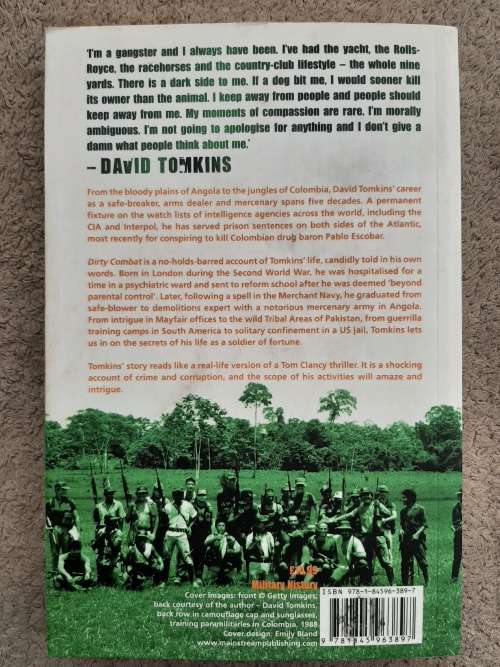 'I'm a gangster and I always have been. I've had the yacht, the Rolls-
Royce, the racehorses and the country-club lifestyle – the whole nine
yards. There is a dark side to me. If a dog bit me, I would sooner kill
its owner than the animal. I keep away from people and people should
keep away from me. My moments of compassion are rare. I'm morally
ambiguous. I'm not going to apologise for anything and I don't give a
damn what people think about me.'
– DAVID TOMKINS
From the bloody plains of Angola to the jungles of Colombia, David Tomkins' career
as a safe-breaker, arms dealer and mercenary spans five decades. A permanent
fixture on the watch lists of intelligence agencies across the world, including the
CIA and Interpol, he has served prison sentences on both sides of the Atlantic,
most recently for conspiring to kill Colombian drug baron Pablo Escobar.
Dirty Combat is a no-holds-barred account of Tomkins' life, candidly told in his own
words. Born in London during the Second World War, he was hospitalised for a
time in a psychiatric ward and sent to reform school after he was deemed 'beyond
parental control'. Later, following a spell in the Merchant Navy, he graduated from
safe-blower to demolitions expert with a notorious mercenary army in Angola.
From intrigue in Mayfair offices to the wild Tribal Areas of Pakistan, from guerrilla
training camps in South America to solitary confinement in a US jail, Tomkins lets
us in on the secrets of his life as a soldier of fortune.
Tomkins' story reads like a real-life version of a Tom Clancy thriller. It is a shocking
account of crime and corruption, and the scope of his activities will amaze and
intrigue.
Military History
Cover images: front © Getty Images;
back courtesy of the author – David Tomkins,
back row in camouflage cap and sunglasses,
training paramilitaries in Colombia, 1988
Cover design: Emily Bland
www.mainstreampublishing.com
ISBN 978-1-84596-389-7
9 781845 963897